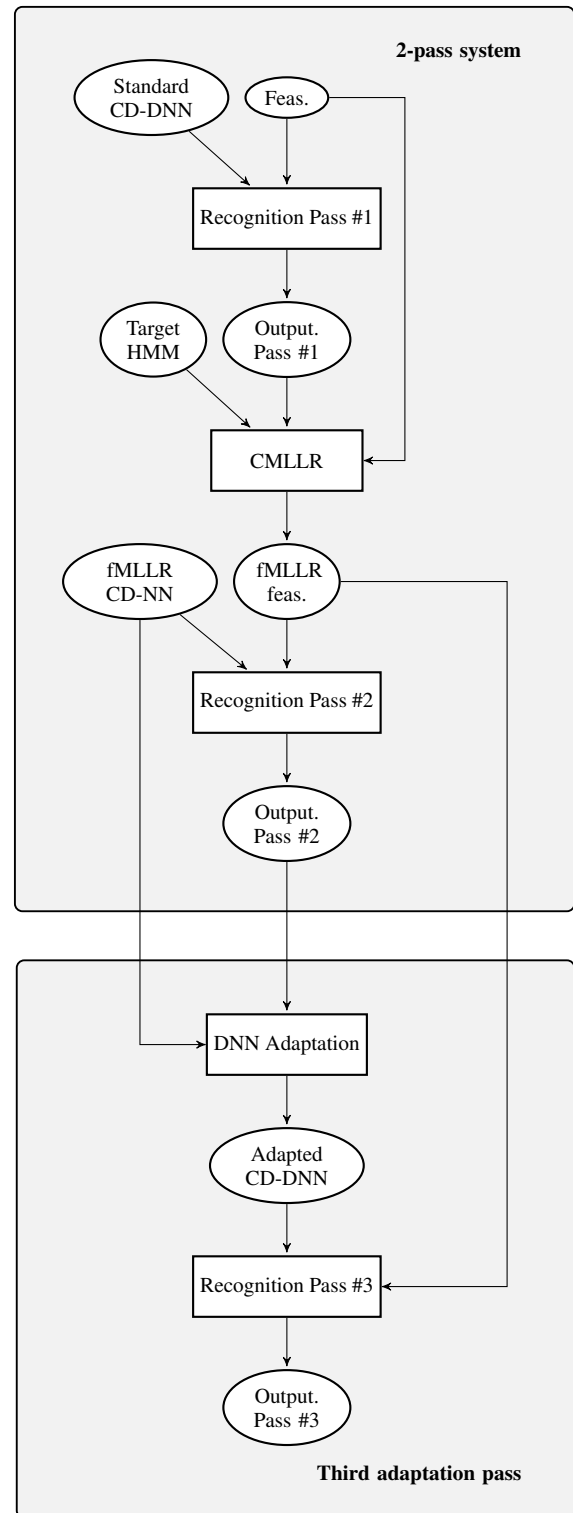 2-pass system
Standard
CD-DNN
Feas.
Recognition Pass #1
Target
HMM
Output.
Pass #1
CMLLR
fMLLR
CD-NN
fMLLR
feas.
Recognition Pass #2
Output.
Pass #2
DNN Adaptation
Adapted
CD-DNN
Recognition Pass #3
Output.
Pass #3
Third adaptation pass